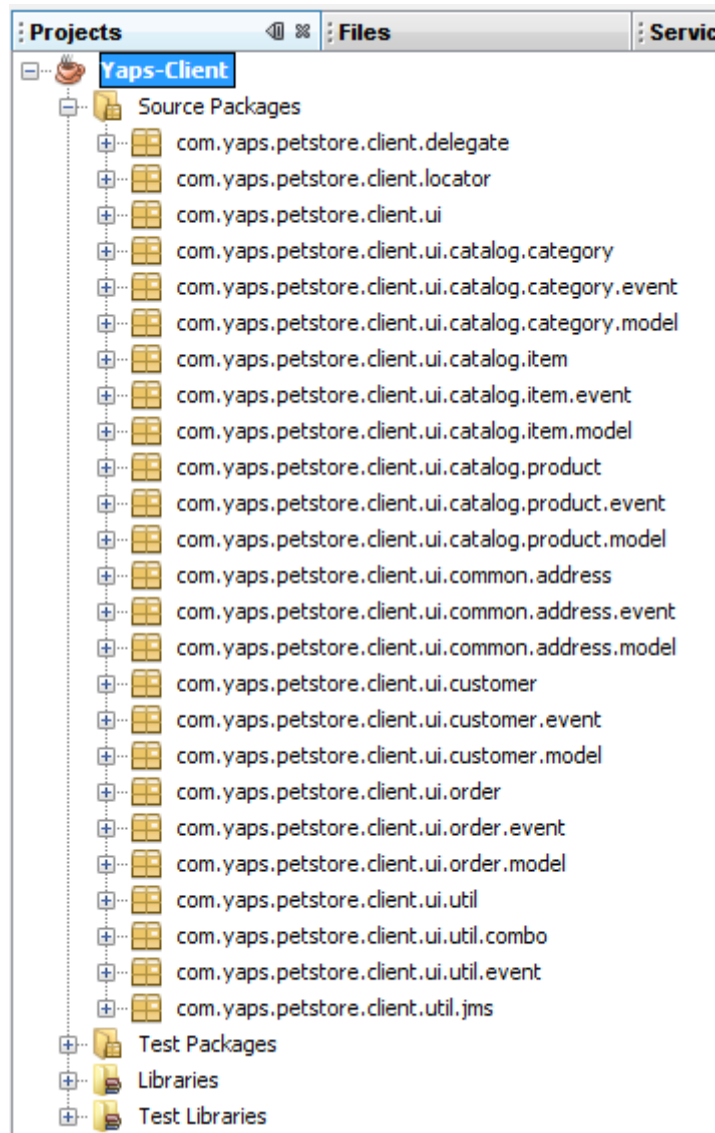 Projects Files Servic
Yaps-Client
Source Packages
com.yaps.petstore.client.delegate
com.yaps.petstore.client.locator
com.yaps.petstore.client.ui
com.yaps.petstore.client.ui.catalog.category
com.yaps.petstore.client.ui.catalog.category.event
com.yaps.petstore.client.ui.catalog.category.model
com.yaps.petstore.client.ui.catalog.item
com.yaps.petstore.client.ui.catalog.item.event
com.yaps.petstore.client.ui.catalog.item.model
com.yaps.petstore.client.ui.catalog.product
com.yaps.petstore.client.ui.catalog.product.event
com.yaps.petstore.client.ui.catalog.product.model
com.yaps.petstore.client.ui.common.address
com.yaps.petstore.client.ui.common.address.event
com.yaps.petstore.client.ui.common.address.model
com.yaps.petstore.client.ui.customer
com.yaps.petstore.client.ui.customer.event
com.yaps.petstore.client.ui.customer.model
com.yaps.petstore.client.ui.order
com.yaps.petstore.client.ui.order.event
com.yaps.petstore.client.ui.order.model
com.yaps.petstore.client.ui.util
com.yaps.petstore.client.ui.util.combo
com.yaps.petstore.client.ui.util.event
com.yaps.petstore.client.util.jms
Test Packages
Libraries
Test Libraries